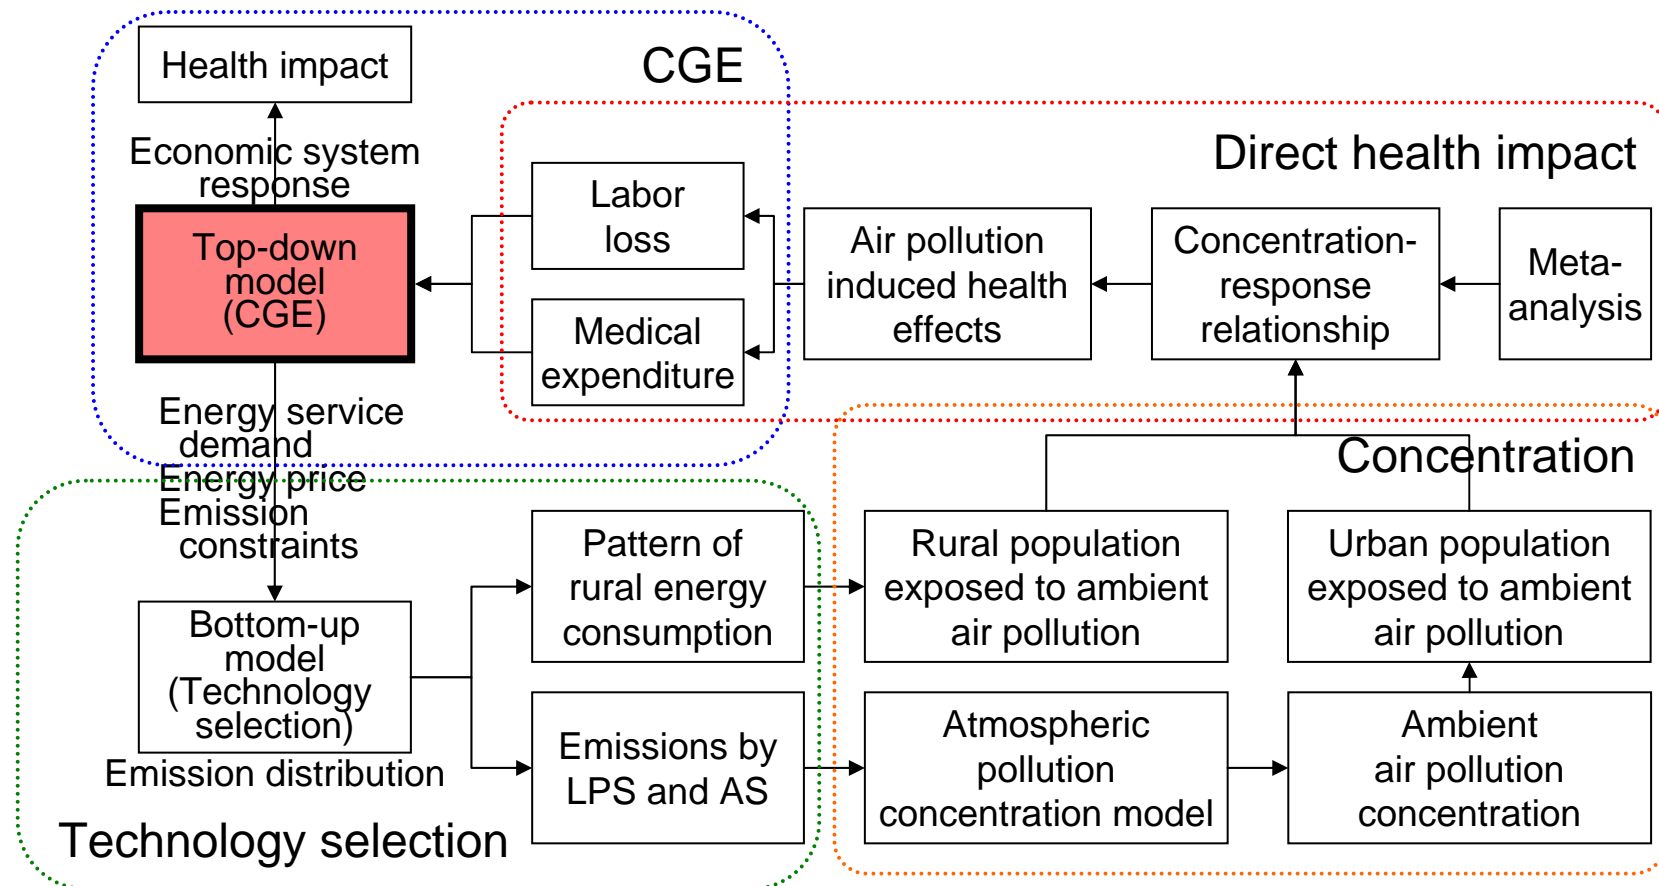 Health impact
CGE
Economic system
response
Direct health impact
Top-down
model
(CGE)
Labor
loss
Medical
expenditure
Air pollution
induced health
effects
Concentration-
response
relationship
Meta-
analysis
Energy service
demand
Energy price
Emission
constraints
Concentration
Bottom-up
model
(Technology
selection)
Emission distribution
Technology selection
Pattern of
rural energy
consumption
Emissions by
LPS and AS
Rural population
exposed to ambient
air pollution
Urban population
exposed to ambient
air pollution
Atmospheric
pollution
concentration model
Ambient
air pollution
concentration